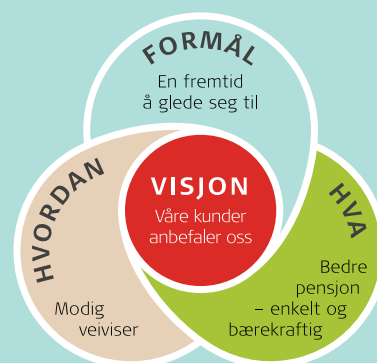 FORMÅL
En fremtid
å glede seg til
HVORDAN
Modig
veiviser
VISJON
Våre kunder
anbefaler oss
HVA
Bedre
pensjon
– enkelt og
bærekraftig